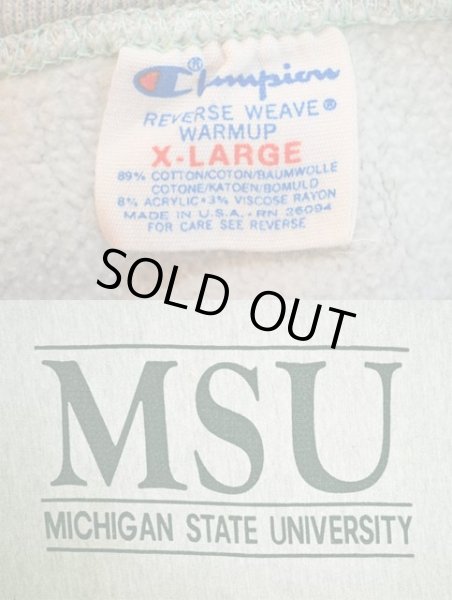 Champion®
REVERSE WEAVE®
WARMUP
X-LARGE
89% COTTON/COTON/BAUMWOLLE
COTONE/KATOEN/BOMULD
8% ACRYLIC • 3% VISCOSE RAYON
MADE IN U.S.A. • RN 26094
FOR CARE SEE REVERSE
SOLD OUT
MSU
MICHIGAN STATE UNIVERSITY